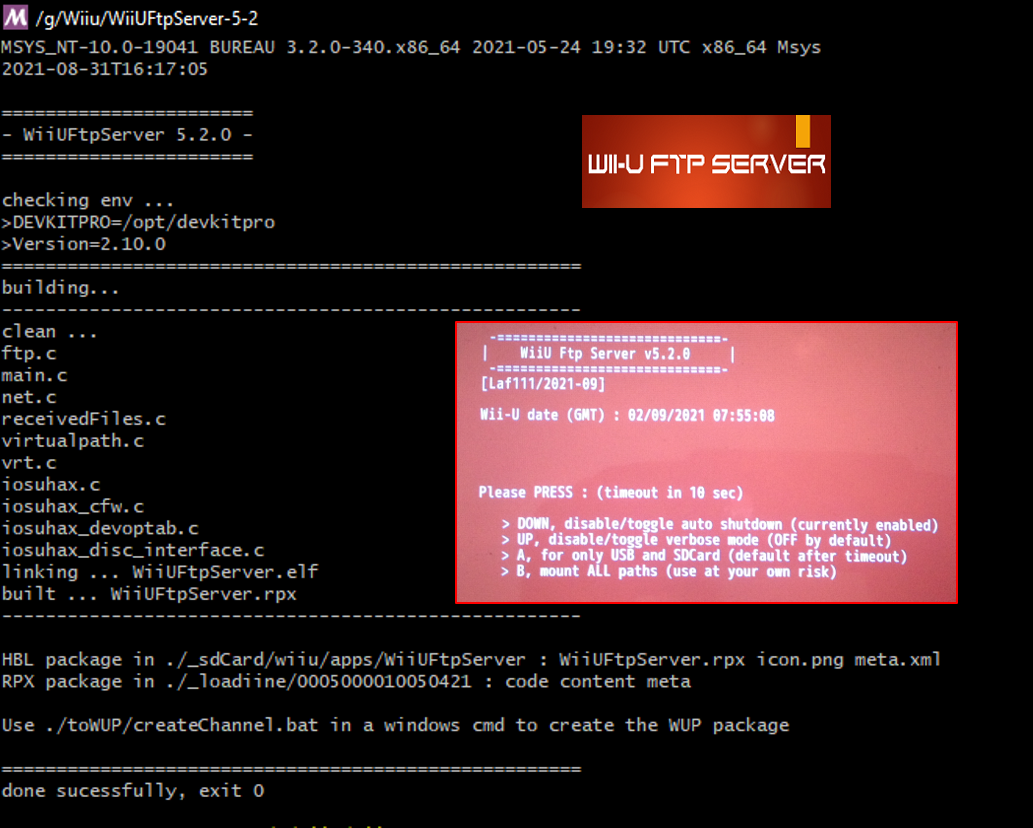 M /g/Wiiu/WiiUFtpServer-5-2
MSYS_NT-10.0-19041 BUREAU 3.2.0-340.x86_64 2021-05-24 19:32 UTC x86_64 Msys
2021-08-31T16:17:05
=======================
- WiiUFtpServer 5.2.0 -
=======================
WII-U FTP SERVER
checking env ...
>DEVKITPRO=/opt/devkitpro
>Version=2.10.0
=====================================================
building...
-----------------------------------------------------
clean ...
ftp.c
main.c
net.c
receivedFiles.c
virtualpath.c
vrt.c
iosuhax.c
iosuhax_cfw.c
iosuhax_devoptab.c
iosuhax_disc_interface.c
linking ... WiiUFtpServer.elf
built ... WiiUFtpServer.rpx
-----------------------------------------------------
-=============================-
| WiiU Ftp Server v5.2.0 |
-=============================-
[Laf111/2021-09]
Wii-U date (GMT) : 02/09/2021 07:55:08
Please PRESS : (timeout in 10 sec)
> DOWN, disable/toggle auto shutdown (currently enabled)
> UP, disable/toggle verbose mode (OFF by default)
> A, for only USB and SDCard (default after timeout)
> B, mount ALL paths (use at your own risk)
HBL package in ./_sdCard/wiiu/apps/WiiUFtpServer : WiiUFtpServer.rpx icon.png meta.xml
RPX package in ./_loadiine/0005000010050421 : code content meta
Use ./toWUP/createChannel.bat in a windows cmd to create the WUP package
=====================================================
done sucessfully, exit 0